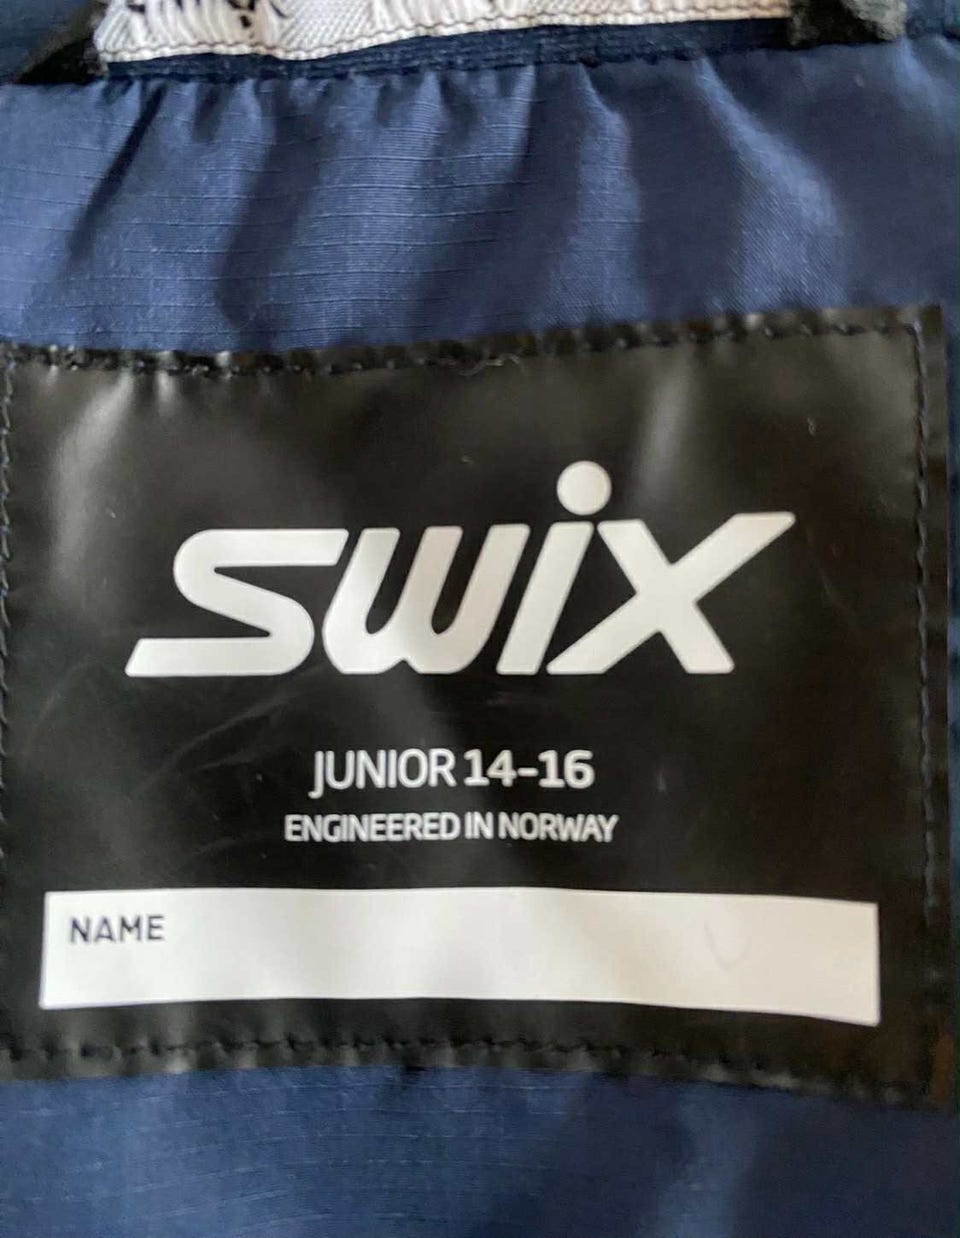 swix
JUNIOR 14-16
ENGINEERED IN NORWAY
NAME